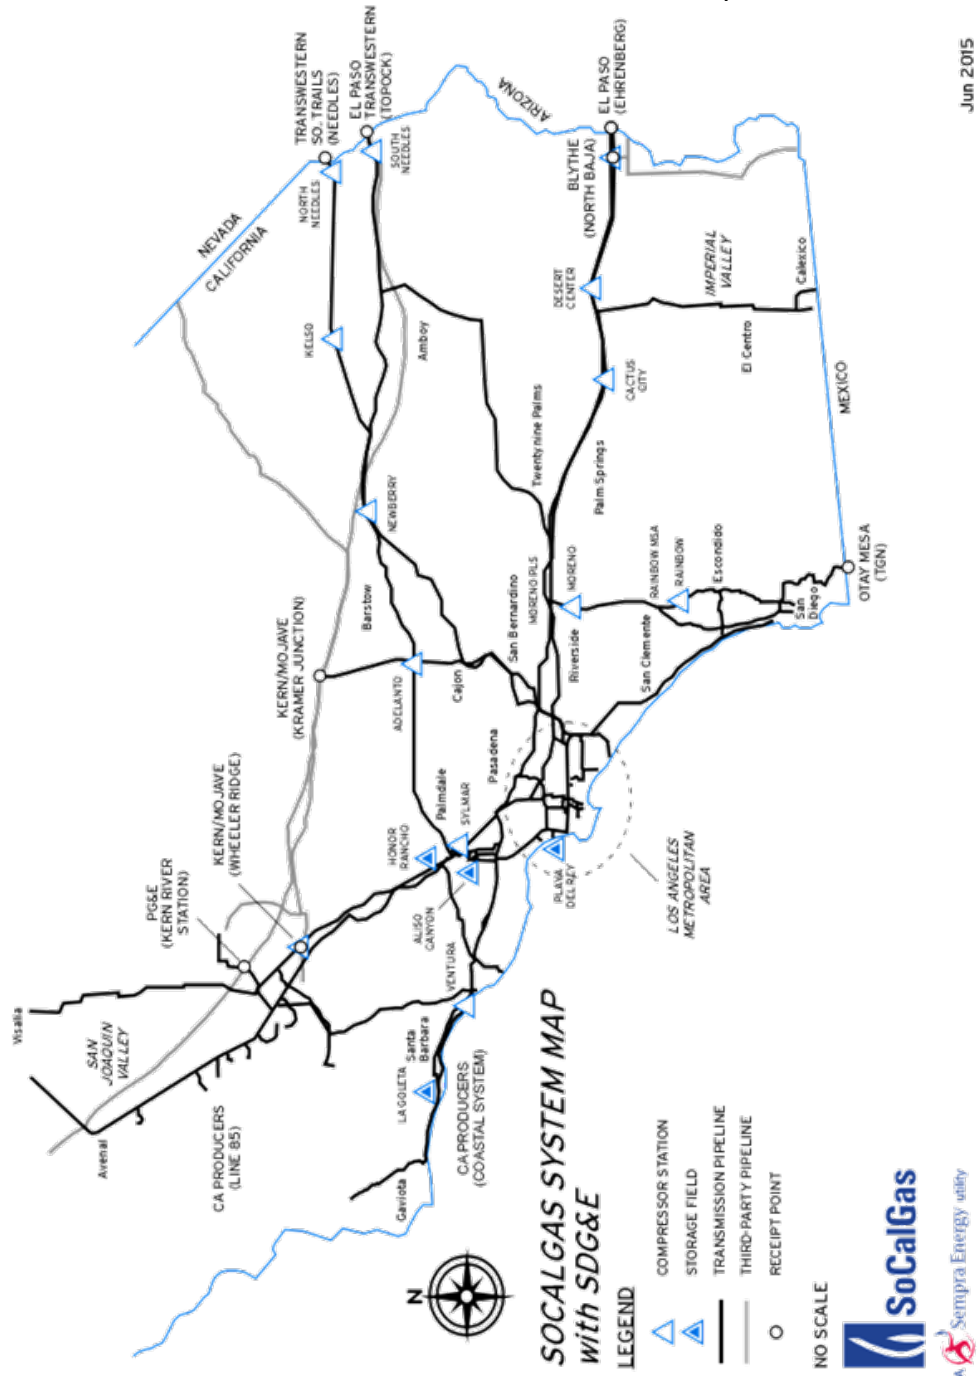 Jun 2015
TRANSWESTERN
SO. TRAILS
(NEEDLES)
EL PASO
TRANSWESTERN
(TOPOCK)
NORTH
NEEDLES
SOUTH
NEEDLES
NEVADA
CALIFORNIA
ARIZONA
EL PASO
(EHRENBERG)
BLYTHE
(NORTH BAJA)
KELSO
Amboy
DESERT
CENTER
IMPERIAL
VALLEY
Calexico
El Centro
CACTUS
CITY
MEXICO
Twentynine Palms
Palm Springs
NEWBERRY
Barstow
KERN/MOJAVE
(KRAMER JUNCTION)
ADELANTO
Cajon
San Bernardino
MORENO PLS
MORENO
Riverside
RAINBOW MSA
RAINBOW
Escondido
San Clemente
San
Diego
OTAY MESA
(TGN)
Pasadena
Palmdale
SYLMAR
HONOR
RANCHO
ALISO
CANYON
PLAYA
DEL REY
LOS ANGELES
METROPOLITAN
AREA
KERN/MOJAVE
(WHEELER RIDGE)
PG&E
(KERN RIVER
STATION)
VENTURA
Santa
Barbara
LA GOLETA
Visalia
SAN
JOAQUIN
VALLEY
Avenal
CA PRODUCERS
(LINE 85)
CA PRODUCERS
(COASTAL SYSTEM)
Gaviota
N
SOCALGAS SYSTEM MAP
with SDG&E
LEGEND
COMPRESSOR STATION
STORAGE FIELD
TRANSMISSION PIPELINE
THIRD-PARTY PIPELINE
RECEIPT POINT
NO SCALE
SoCalGas
A Sempra Energy utility